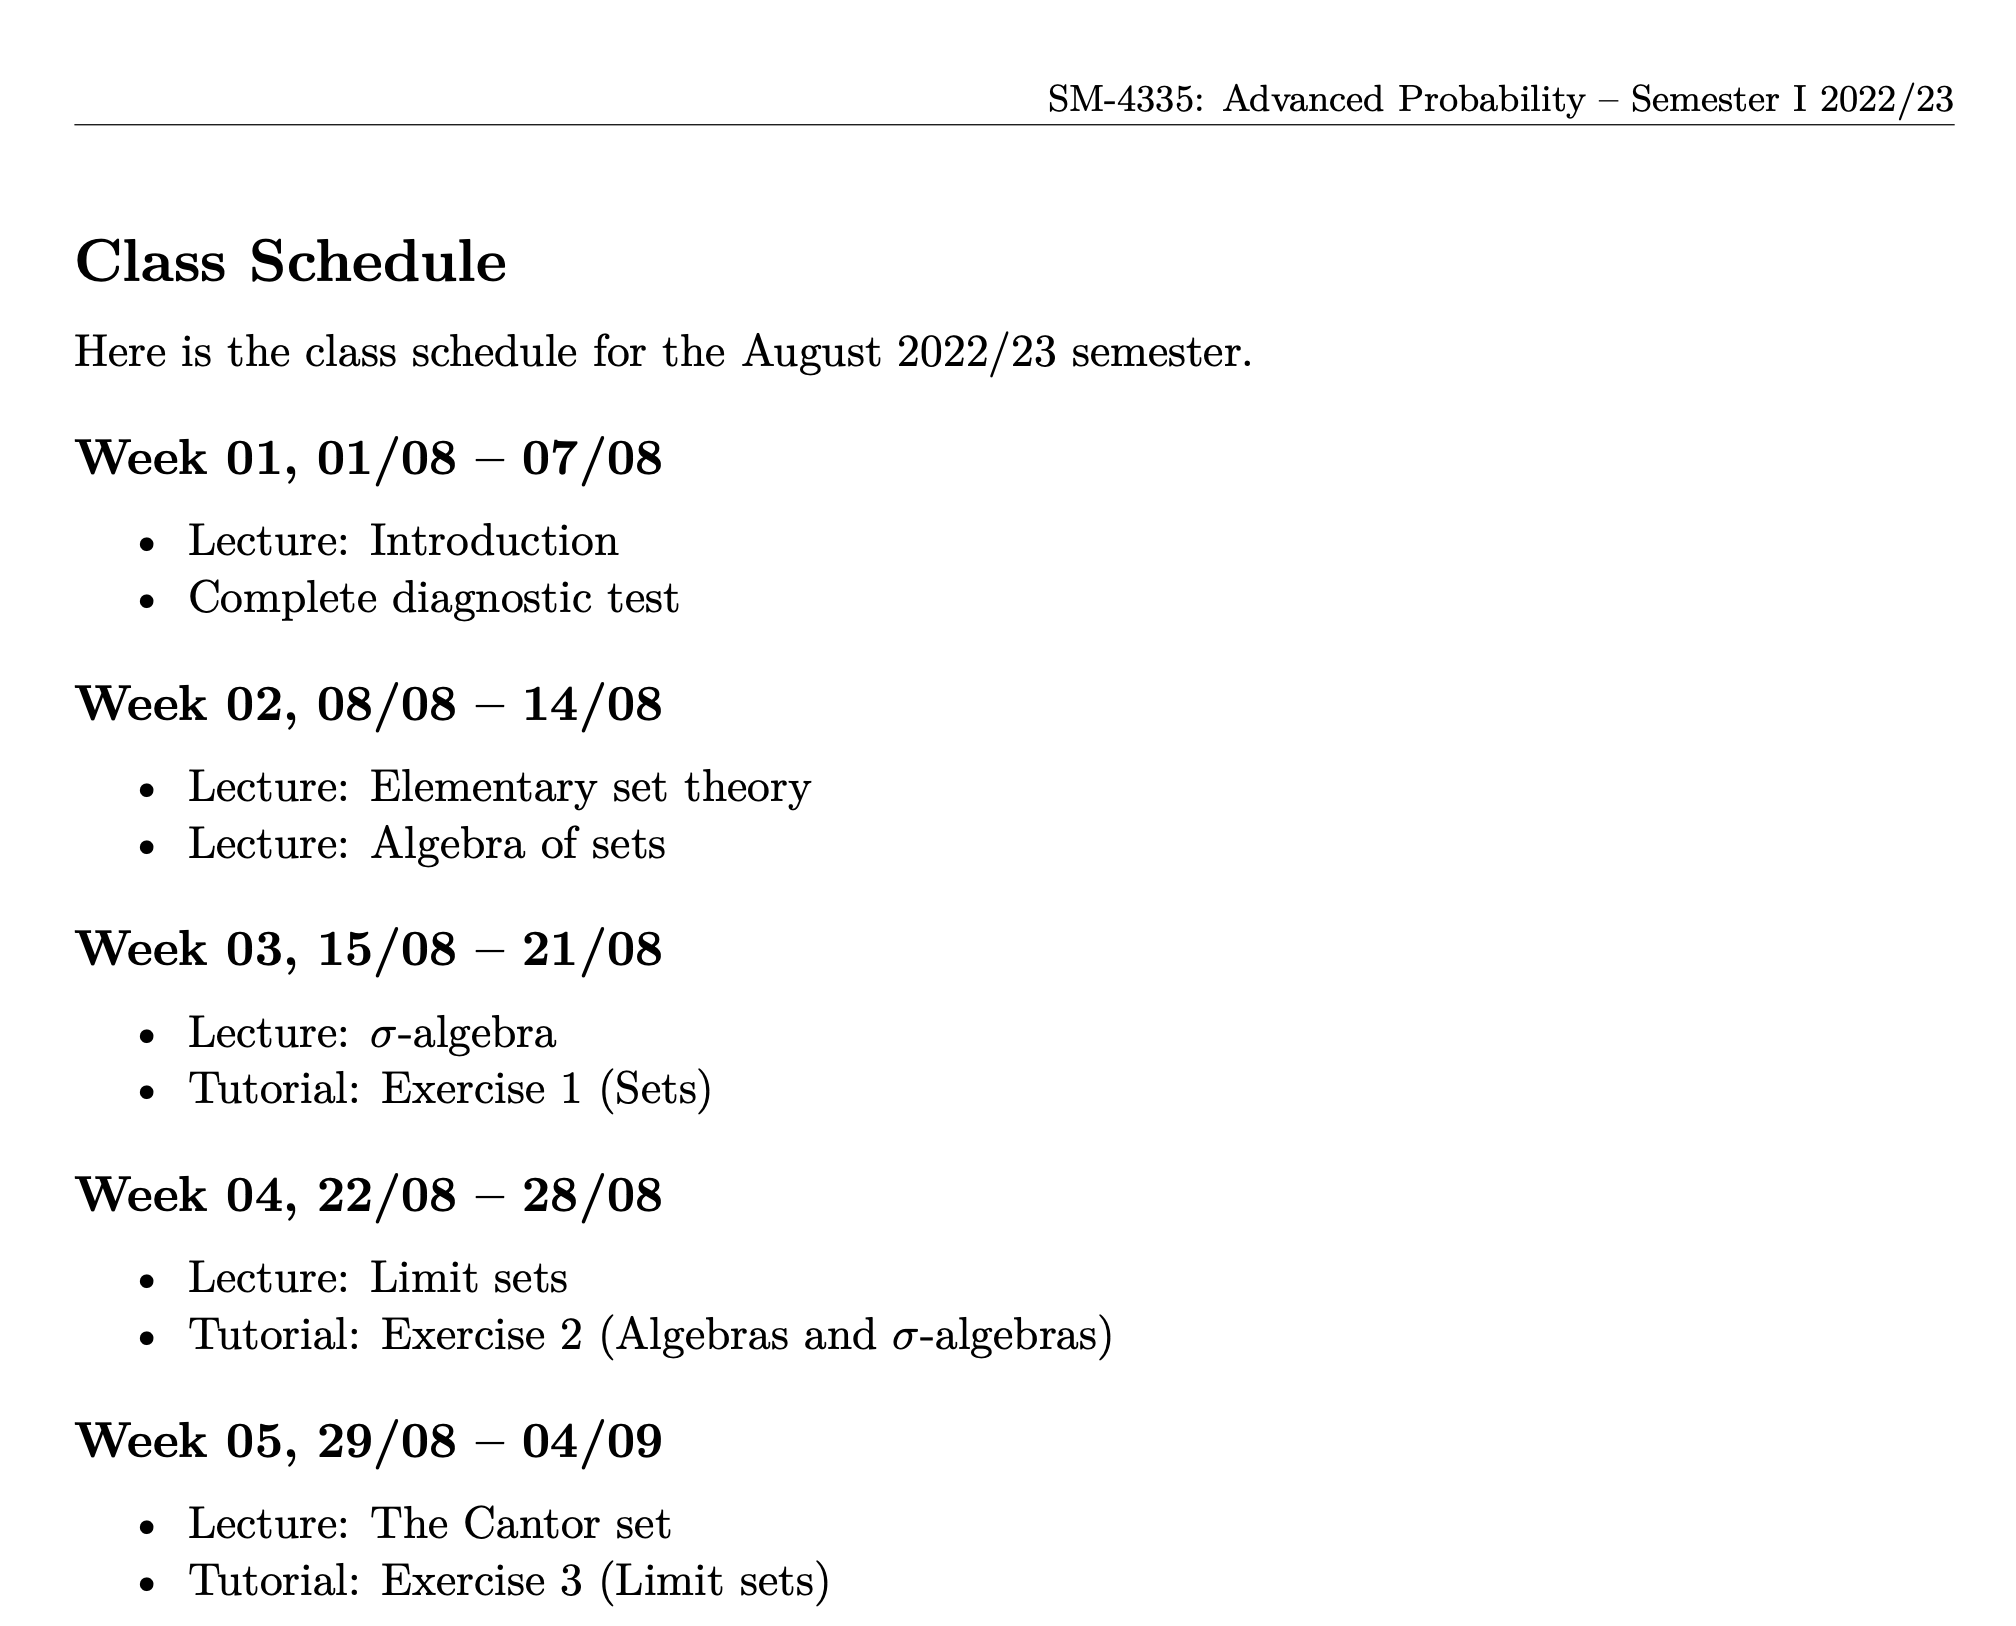 SM-4335: Advanced Probability – Semester I 2022/23
Class Schedule
Here is the class schedule for the August 2022/23 semester.
Week 01, 01/08 – 07/08
• Lecture: Introduction
• Complete diagnostic test
Week 02, 08/08 – 14/08
• Lecture: Elementary set theory
• Lecture: Algebra of sets
Week 03, 15/08 – 21/08
• Lecture: σ-algebra
• Tutorial: Exercise 1 (Sets)
Week 04, 22/08 – 28/08
• Lecture: Limit sets
• Tutorial: Exercise 2 (Algebras and σ-algebras)
Week 05, 29/08 – 04/09
• Lecture: The Cantor set
• Tutorial: Exercise 3 (Limit sets)